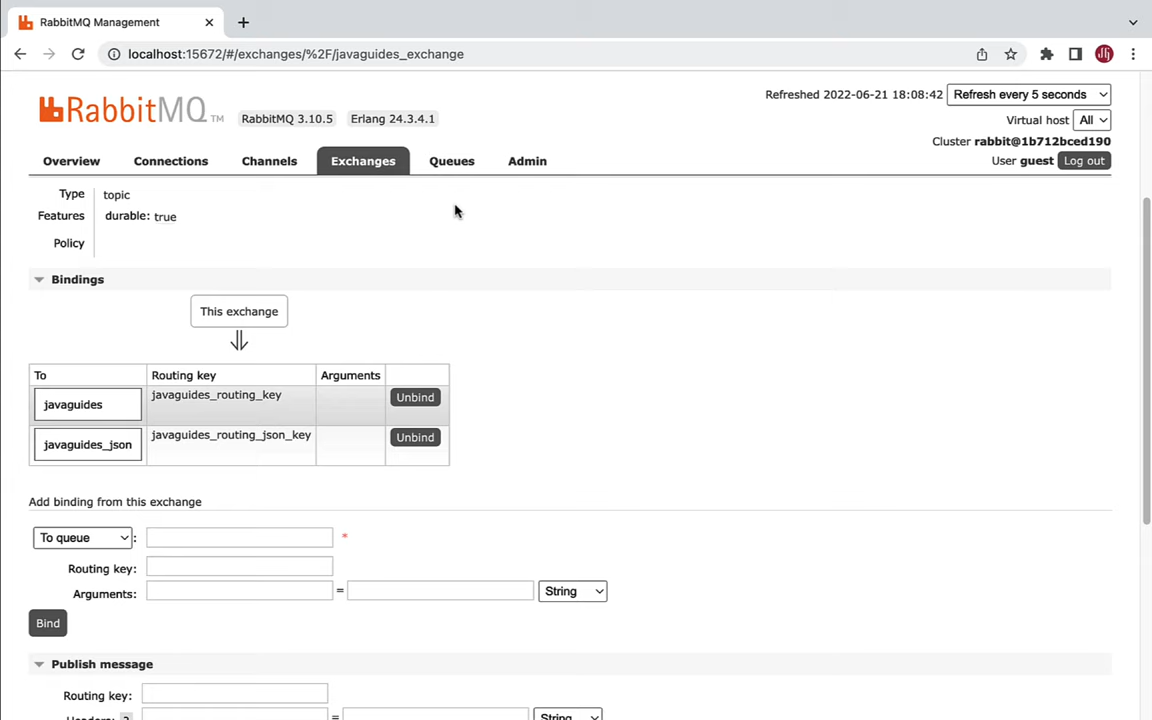 RabbitMQ Management
localhost:15672/#/exchanges/%2F/javaguides_exchange
Refreshed 2022-06-21 18:08:42 Refresh every 5 seconds
RabbitMQ TM RabbitMQ 3.10.5 Erlang 24.3.4.1
Virtual host All
Cluster rabbit@1b712bced190
User guest Log out
Overview Connections Channels Exchanges Queues Admin
Type topic
Features durable: true
Policy
Bindings
This exchange
To Routing key Arguments
javaguides javaguides_routing_key Unbind
javaguides_json javaguides_routing_json_key Unbind
Add binding from this exchange
To queue : *
Routing key:
Arguments: = String
Bind
Publish message
Routing key:
Headers: ? = String